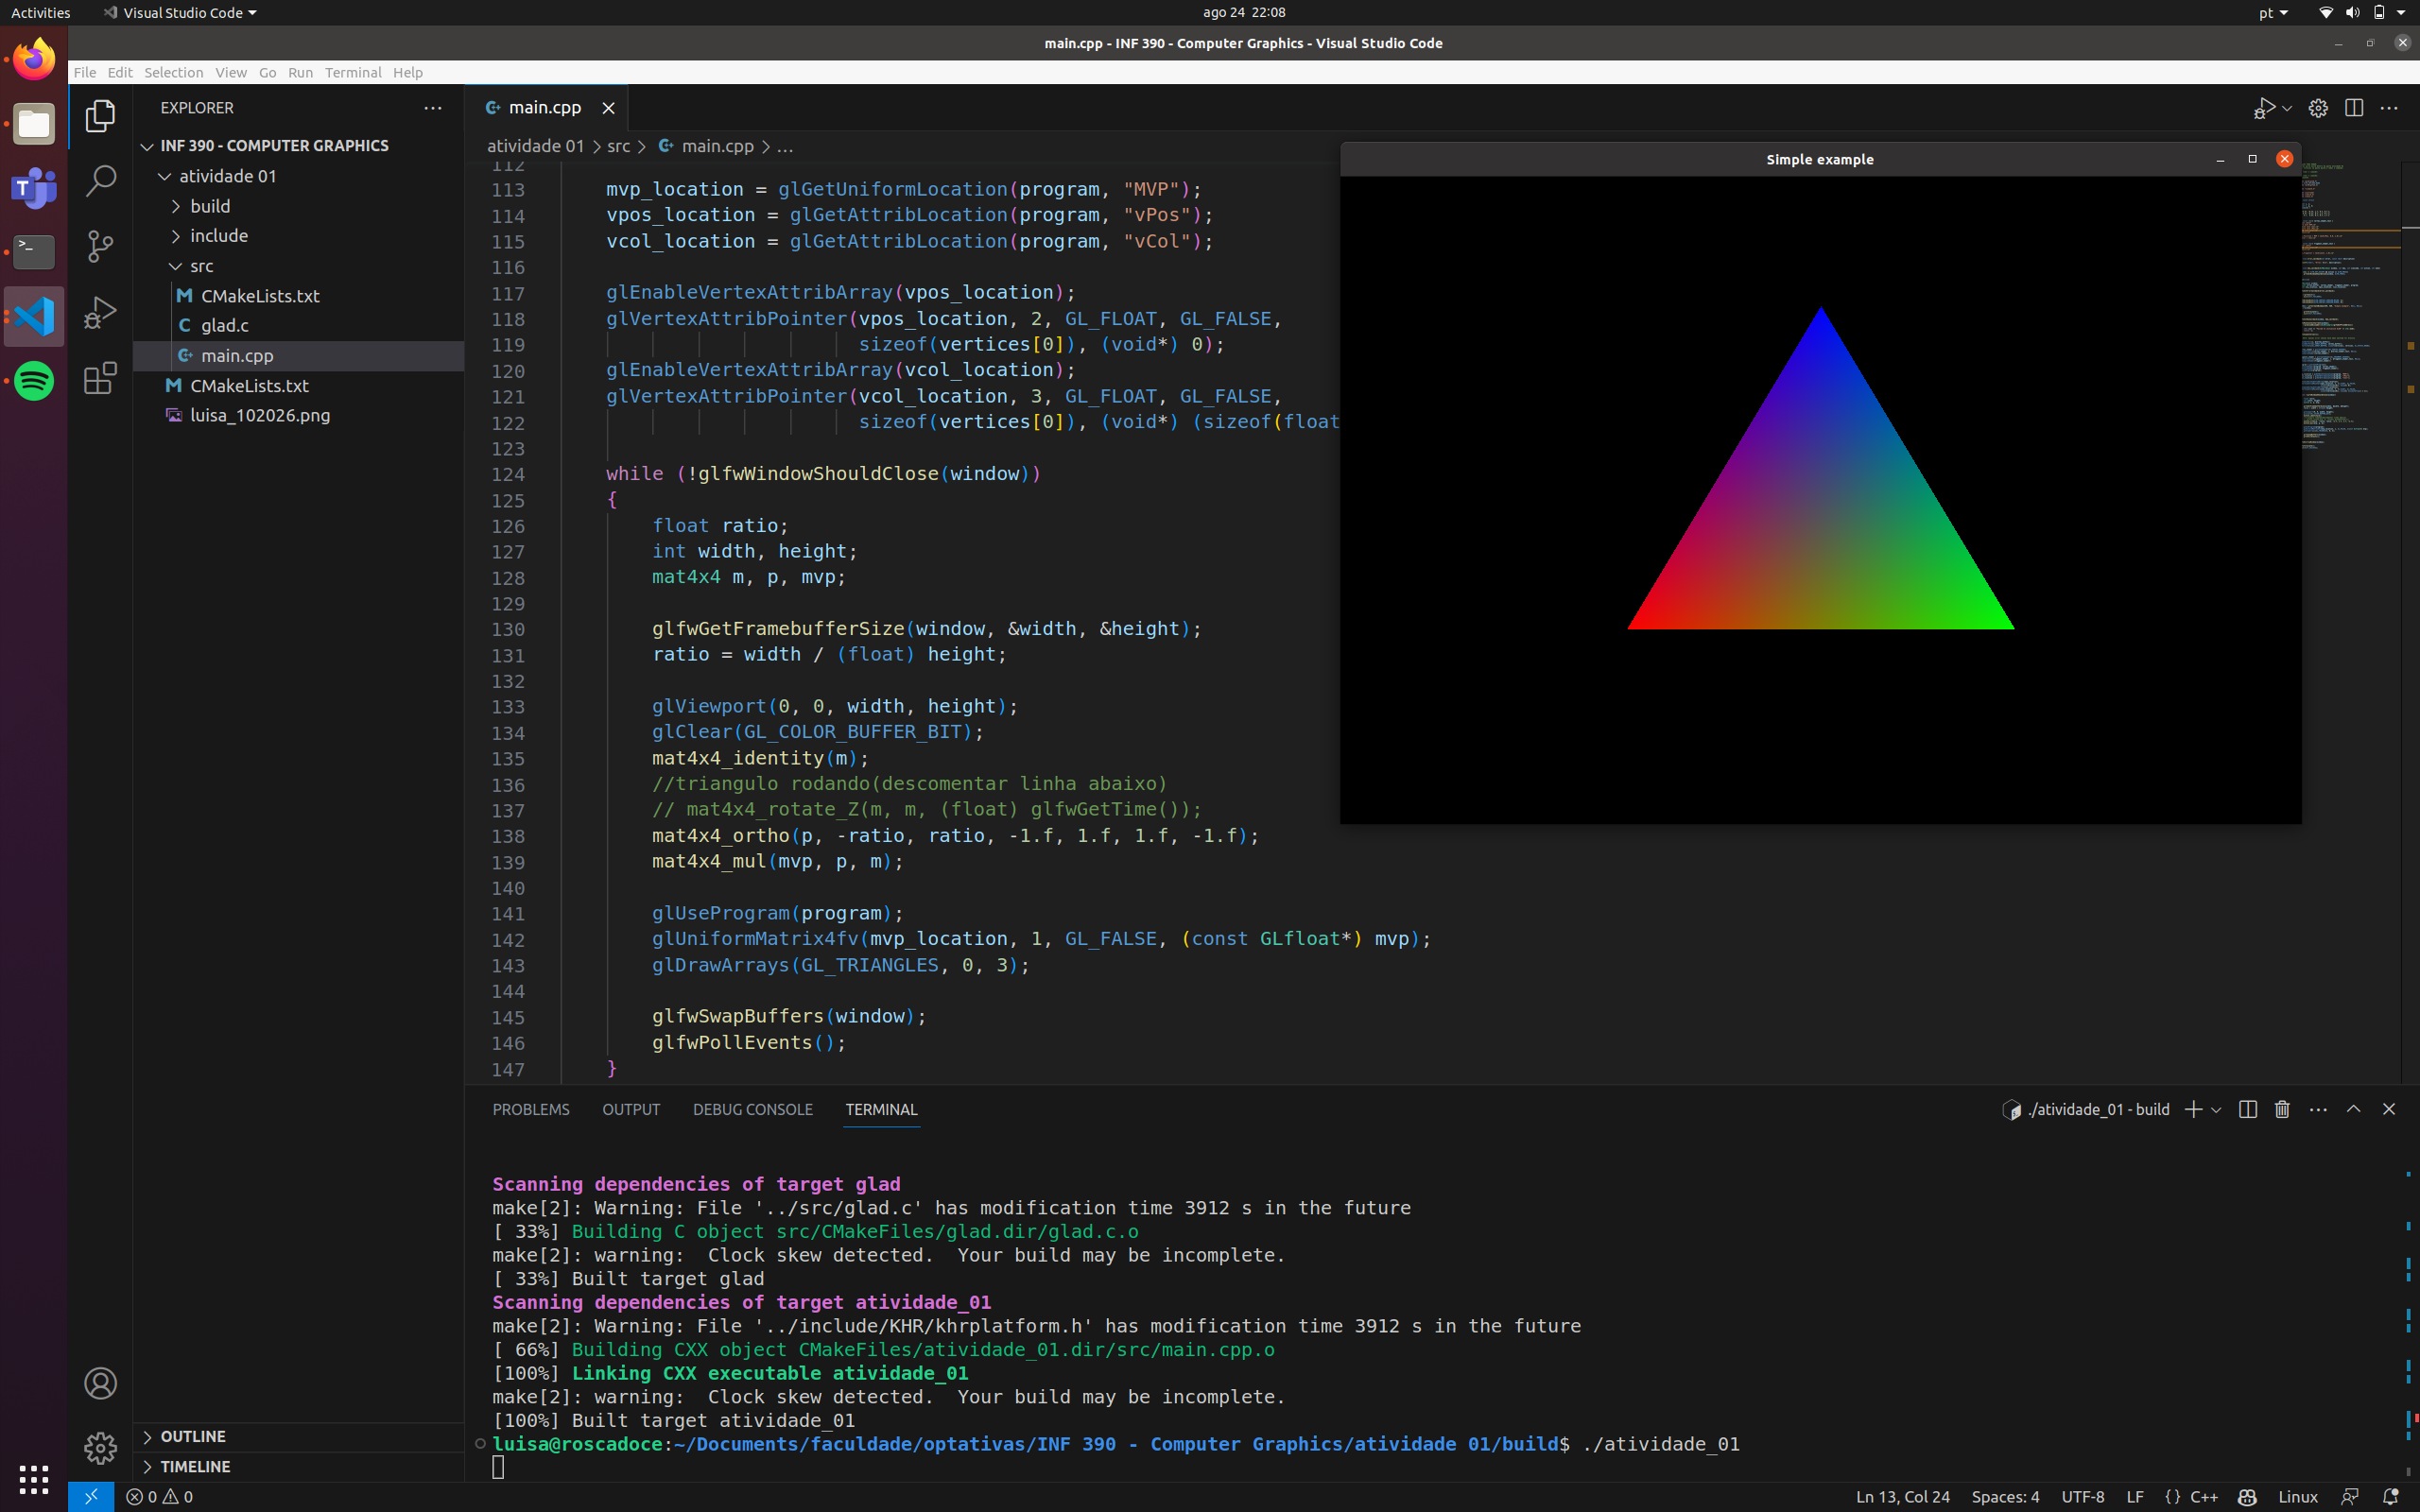 Activities
Visual Studio Code
ago 24 22:08
pt
main.cpp - INF 390 - Computer Graphics - Visual Studio Code
File Edit Selection View Go Run Terminal Help
EXPLORER
INF 390 - COMPUTER GRAPHICS
atividade 01
build
include
src
CMakeLists.txt
glad.c
main.cpp
CMakeLists.txt
luisa_102026.png
OUTLINE
TIMELINE
main.cpp
atividade 01 > src > main.cpp > ...
112
113 mvp_location = glGetUniformLocation(program, "MVP");
114 vpos_location = glGetAttribLocation(program, "vPos");
115 vcol_location = glGetAttribLocation(program, "vCol");
116
117 glEnableVertexAttribArray(vpos_location);
118 glVertexAttribPointer(vpos_location, 2, GL_FLOAT, GL_FALSE,
119 sizeof(vertices[0]), (void*) 0);
120 glEnableVertexAttribArray(vcol_location);
121 glVertexAttribPointer(vcol_location, 3, GL_FLOAT, GL_FALSE,
122 sizeof(vertices[0]), (void*) (sizeof(float
123
124 while (!glfwWindowShouldClose(window))
125 {
126 float ratio;
127 int width, height;
128 mat4x4 m, p, mvp;
129
130 glfwGetFramebufferSize(window, &width, &height);
131 ratio = width / (float) height;
132
133 glViewport(0, 0, width, height);
134 glClear(GL_COLOR_BUFFER_BIT);
135 mat4x4_identity(m);
136 //triangulo rodando(descomentar linha abaixo)
137 // mat4x4_rotate_Z(m, m, (float) glfwGetTime());
138 mat4x4_ortho(p, -ratio, ratio, -1.f, 1.f, 1.f, -1.f);
139 mat4x4_mul(mvp, p, m);
140
141 glUseProgram(program);
142 glUniformMatrix4fv(mvp_location, 1, GL_FALSE, (const GLfloat*) mvp);
143 glDrawArrays(GL_TRIANGLES, 0, 3);
144
145 glfwSwapBuffers(window);
146 glfwPollEvents();
147 }
Simple example
PROBLEMS OUTPUT DEBUG CONSOLE TERMINAL
./atividade_01 - build
Scanning dependencies of target glad
make[2]: Warning: File '../src/glad.c' has modification time 3912 s in the future
[ 33%] Building C object src/CMakeFiles/glad.dir/glad.c.o
make[2]: warning:  Clock skew detected.  Your build may be incomplete.
[ 33%] Built target glad
Scanning dependencies of target atividade_01
make[2]: Warning: File '../include/KHR/khrplatform.h' has modification time 3912 s in the future
[ 66%] Building CXX object CMakeFiles/atividade_01.dir/src/main.cpp.o
[100%] Linking CXX executable atividade_01
make[2]: warning:  Clock skew detected.  Your build may be incomplete.
[100%] Built target atividade_01
luisa@roscadoce:~/Documents/faculdade/optativas/INF 390 - Computer Graphics/atividade 01/build$ ./atividade_01
0 0
Ln 13, Col 24 Spaces: 4 UTF-8 LF {} C++ Linux